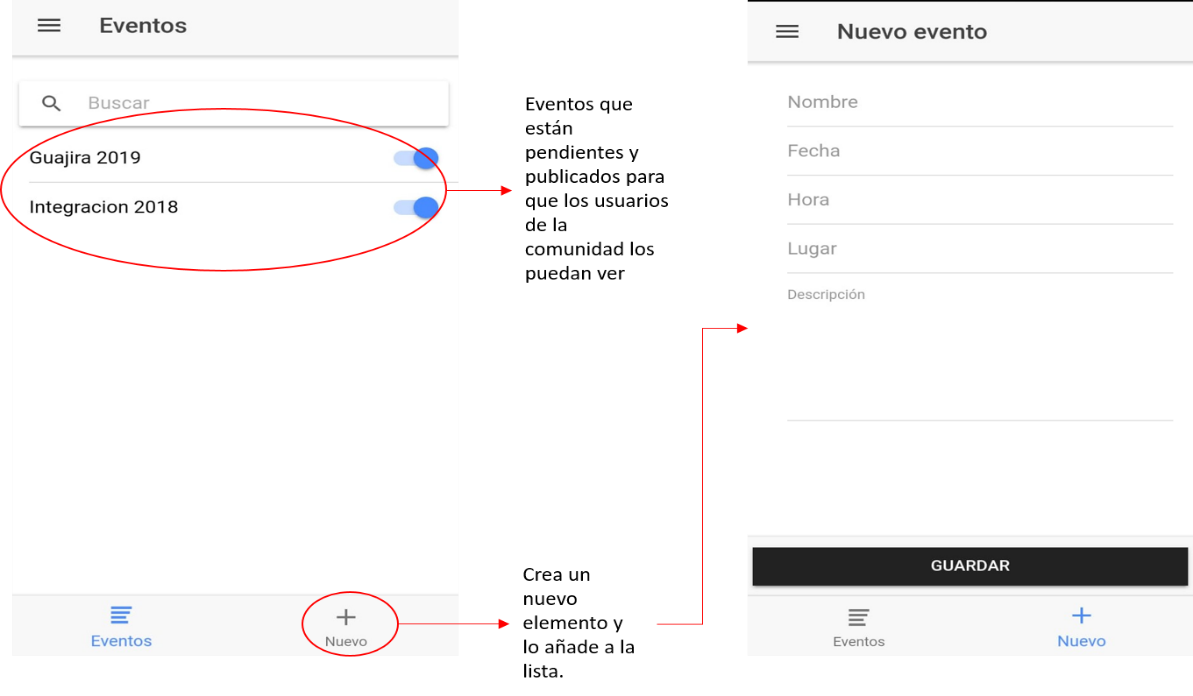 Eventos
Buscar
Guajira 2019
Integracion 2018
Eventos
Nuevo
Eventos que
están
pendientes y
publicados para
que los usuarios
de la
comunidad los
puedan ver
Crea un
nuevo
elemento y
lo añade a la
lista.
Nuevo evento
Nombre
Fecha
Hora
Lugar
Descripción
GUARDAR
Eventos
Nuevo